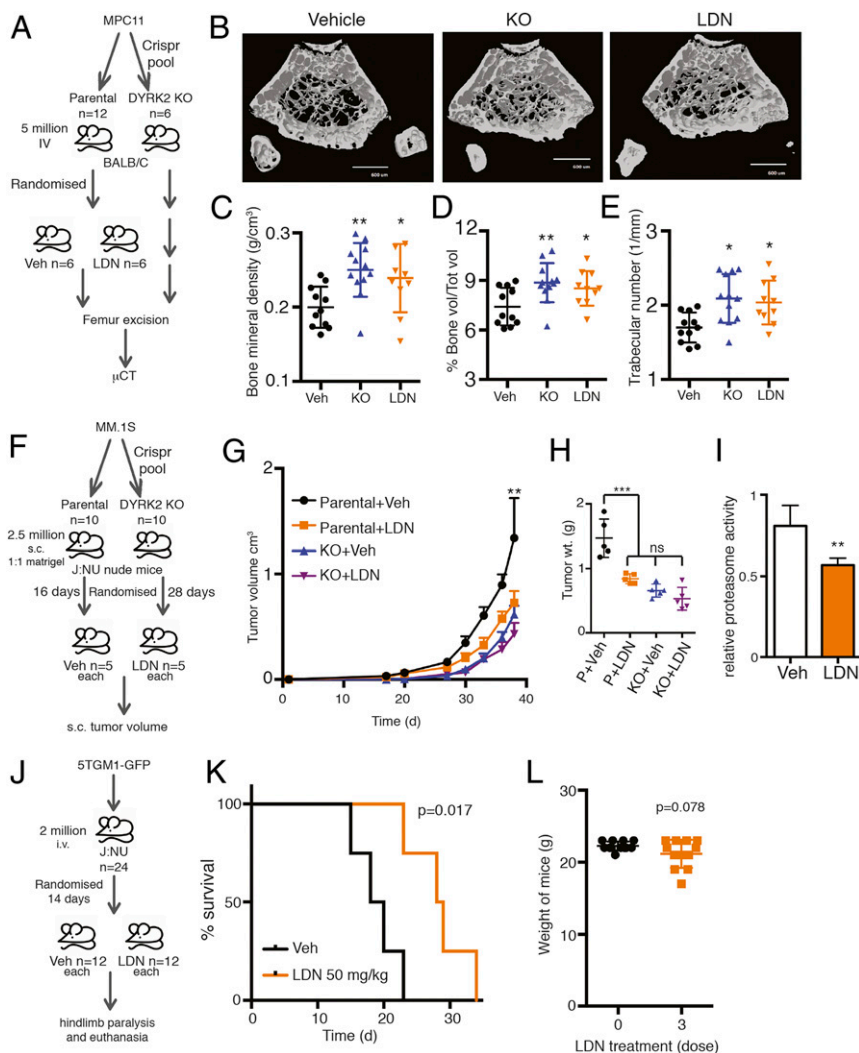 A
MPC11
Crispr
pool
Parental
n=12
DYRK2 KO
n=6
5 million
IV
BALB/C
Randomised
Veh n=6
LDN n=6
Femur excision
μCT
B
Vehicle
KO
LDN
600 um
600 um
600 um
C
Bone mineral density (g/cm³)
0.3
0.2
0.1
**
*
Veh
KO
LDN
D
% Bone vol/Tot vol
12
9
6
3
0
**
*
Veh
KO
LDN
E
Trabecular number (1/mm)
3
2
1
*
*
Veh
KO
LDN
F
MM.1S
Crispr
pool
Parental
n=10
DYRK2 KO
n=10
2.5 million
s.c.
1:1 matrigel
J:NU nude mice
16 days
Randomised
28 days
Veh n=5
each
LDN n=5
each
s.c. tumor volume
G
Tumor volume cm³
2
1
0
Parental+Veh
Parental+LDN
KO+Veh
KO+LDN
**
0
10
20
30
40
Time (d)
H
Tumor wt. (g)
2
1
0
***
ns
P+Veh
P+LDN
KO+Veh
KO+LDN
I
relative proteasome activity
1
0.5
0
**
Veh
LDN
J
5TGM1-GFP
2 million
i.v.
J:NU
n=24
Randomised
14 days
Veh n=12
each
LDN n=12
each
hindlimb paralysis
and euthanasia
K
% survival
100
50
0
p=0.017
Veh
LDN 50 mg/kg
0
10
20
30
Time (d)
L
Weight of mice (g)
30
20
10
0
p=0.078
0
3
LDN treatment (dose)